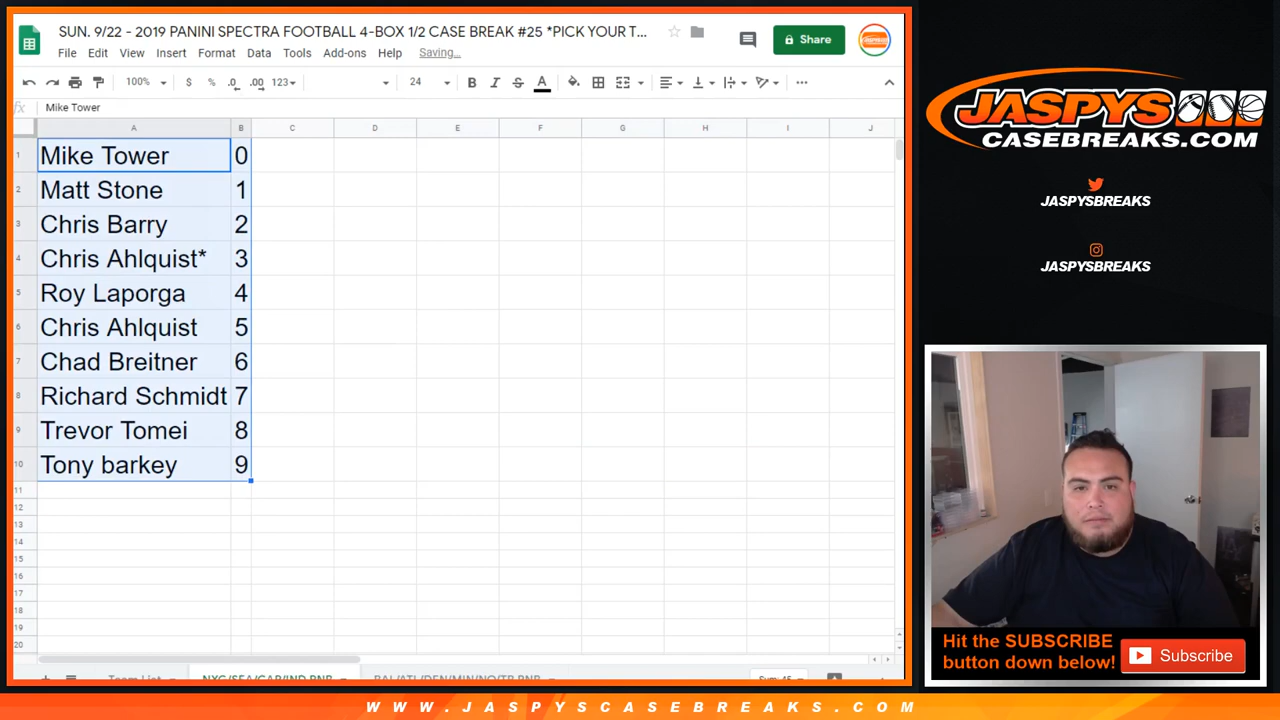 SUN. 9/22 - 2019 PANINI SPECTRA FOOTBALL 4-BOX 1/2 CASE BREAK #25 *PICK YOUR T...
File Edit View Insert Format Data Tools Add-ons Help Saving...
Share
100% $ % .0 .00 123 24 B I S A
fx Mike Tower
A B C D E F G H I J
1 Mike Tower 0
2 Matt Stone 1
3 Chris Barry 2
4 Chris Ahlquist* 3
5 Roy Laporga 4
6 Chris Ahlquist 5
7 Chad Breitner 6
8 Richard Schmidt 7
9 Trevor Tomei 8
10 Tony barkey 9
11
12
13
14
15
16
17
18
19
20
Team List
Sum: 45
JASPYS
CASEBREAKS.COM
JASPYSBREAKS
JASPYSBREAKS
Hit the SUBSCRIBE
button down below!
Subscribe
WWW.JASPYSCASEBREAKS.COM